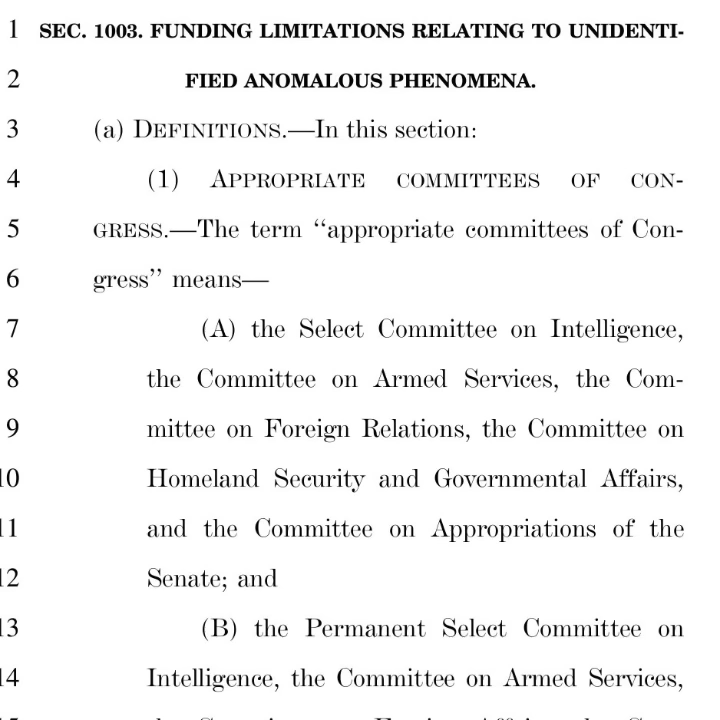 1 SEC. 1003. FUNDING LIMITATIONS RELATING TO UNIDENTI-
2 FIED ANOMALOUS PHENOMENA.
3 (a) DEFINITIONS.—In this section:
4 (1) APPROPRIATE COMMITTEES OF CON-
5 GRESS.—The term ‘‘appropriate committees of Con-
6 gress’’ means—
7 (A) the Select Committee on Intelligence,
8 the Committee on Armed Services, the Com-
9 mittee on Foreign Relations, the Committee on
10 Homeland Security and Governmental Affairs,
11 and the Committee on Appropriations of the
12 Senate; and
13 (B) the Permanent Select Committee on
14 Intelligence, the Committee on Armed Services,